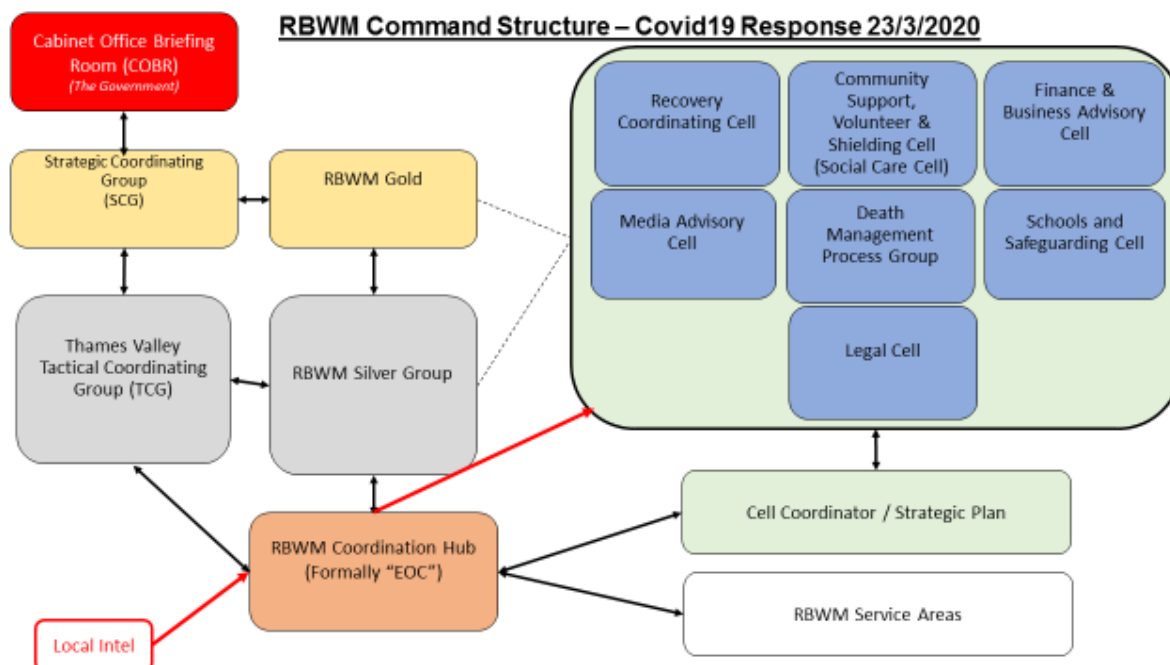 RBWM Command Structure – Covid19 Response 23/3/2020
Cabinet Office Briefing
Room (COBR)
(The Government)
Strategic Coordinating
Group
(SCG)
RBWM Gold
Thames Valley
Tactical Coordinating
Group (TCG)
RBWM Silver Group
Recovery
Coordinating Cell
Community
Support,
Volunteer &
Shielding Cell
(Social Care Cell)
Finance &
Business Advisory
Cell
Media Advisory
Cell
Death
Management
Process Group
Schools and
Safeguarding Cell
Legal Cell
Cell Coordinator / Strategic Plan
RBWM Coordination Hub
(Formally “EOC”)
RBWM Service Areas
Local Intel